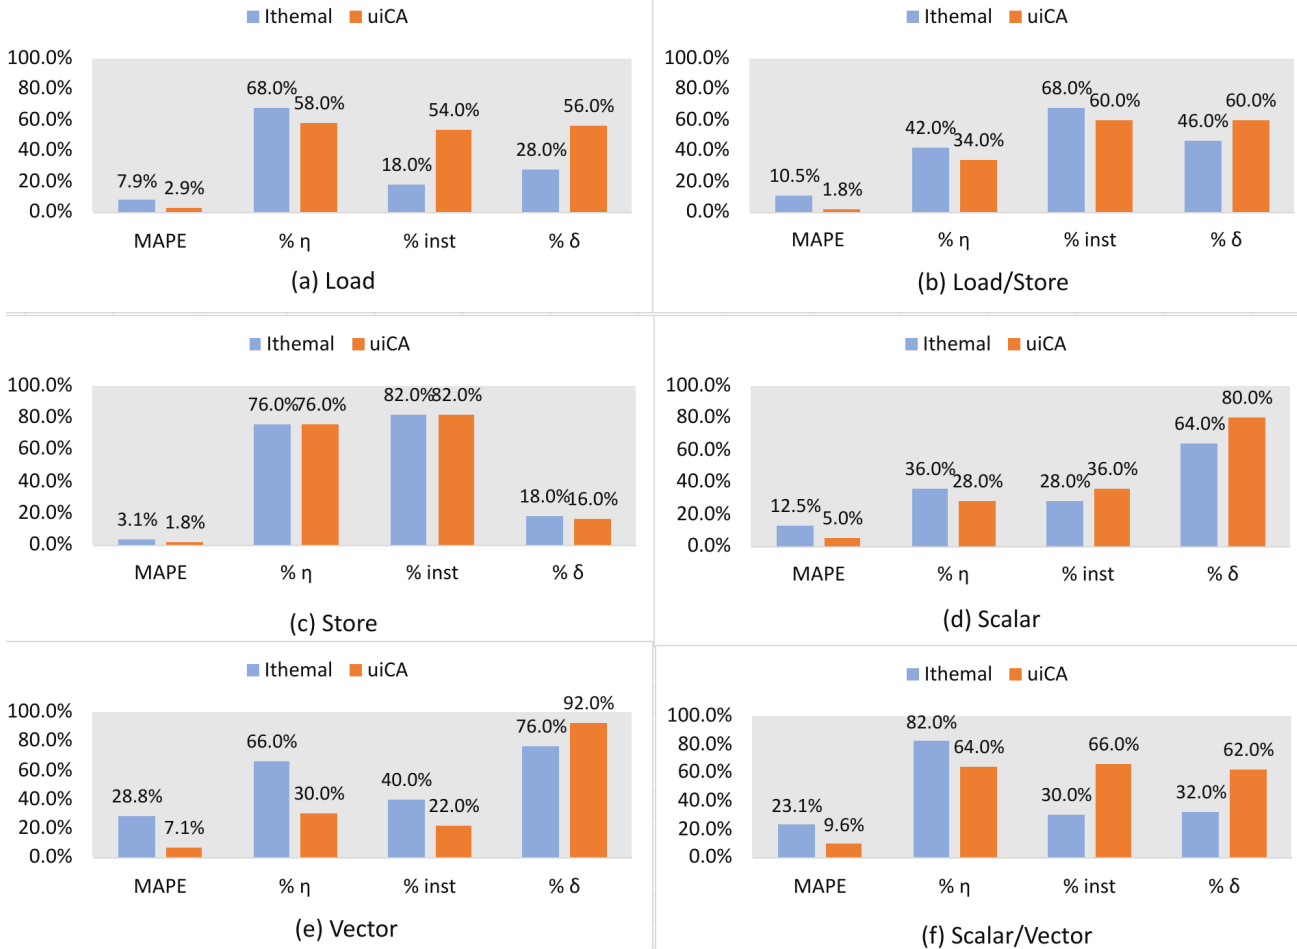 Ithemal uiCA
100.0%
80.0%
60.0%
40.0%
20.0%
0.0%
7.9% 2.9% 68.0% 58.0% 18.0% 54.0% 28.0% 56.0%
MAPE % η % inst % δ
(a) Load
Ithemal uiCA
100.0%
80.0%
60.0%
40.0%
20.0%
0.0%
10.5% 1.8% 42.0% 34.0% 68.0% 60.0% 46.0% 60.0%
MAPE % η % inst % δ
(b) Load/Store
Ithemal uiCA
100.0%
80.0%
60.0%
40.0%
20.0%
0.0%
3.1% 1.8% 76.0% 76.0% 82.0% 82.0% 18.0% 16.0%
MAPE % η % inst % δ
(c) Store
Ithemal uiCA
100.0%
80.0%
60.0%
40.0%
20.0%
0.0%
12.5% 5.0% 36.0% 28.0% 28.0% 36.0% 64.0% 80.0%
MAPE % η % inst % δ
(d) Scalar
Ithemal uiCA
100.0%
80.0%
60.0%
40.0%
20.0%
0.0%
28.8% 7.1% 66.0% 30.0% 40.0% 22.0% 76.0% 92.0%
MAPE % η % inst % δ
(e) Vector
Ithemal uiCA
100.0%
80.0%
60.0%
40.0%
20.0%
0.0%
23.1% 9.6% 82.0% 64.0% 30.0% 66.0% 32.0% 62.0%
MAPE % η % inst % δ
(f) Scalar/Vector